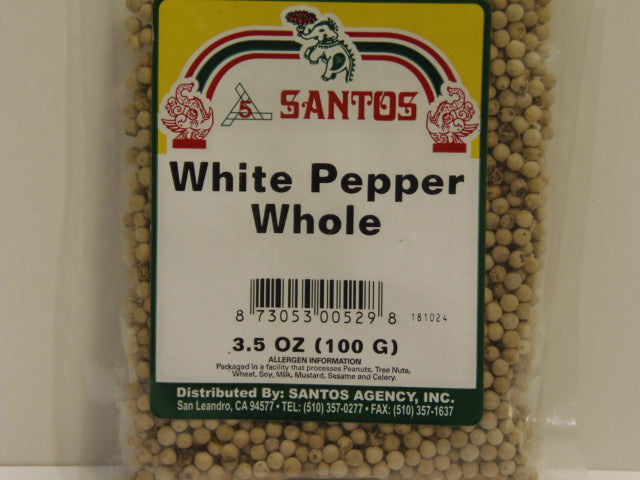 5 SANTOS
White Pepper
Whole
8 73053 00529 8 181024
3.5 OZ (100 G)
ALLERGEN INFORMATION
Packaged in a facility that processes Peanuts, Tree Nuts,
Wheat, Soy, Milk, Mustard, Sesame and Celery.
Distributed By: SANTOS AGENCY, INC.
San Leandro, CA 94577 • TEL: (510) 357-0277 • FAX: (510) 357-1637